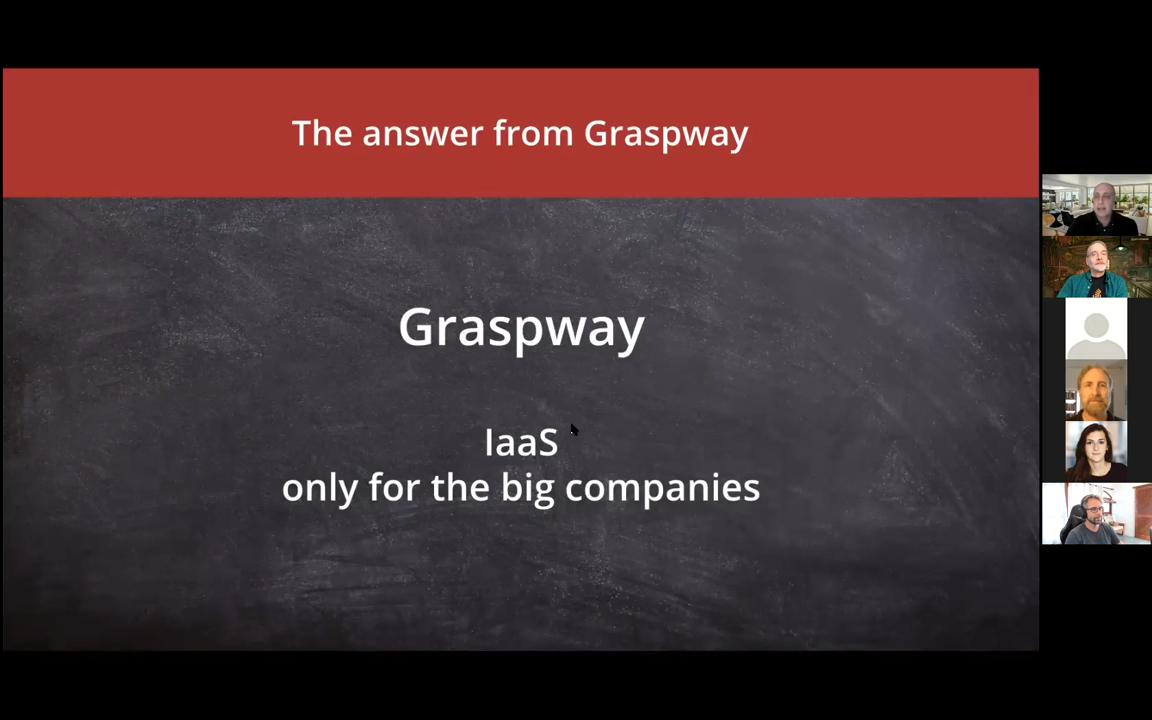 The answer from Graspway
Graspway
IaaS
only for the big companies